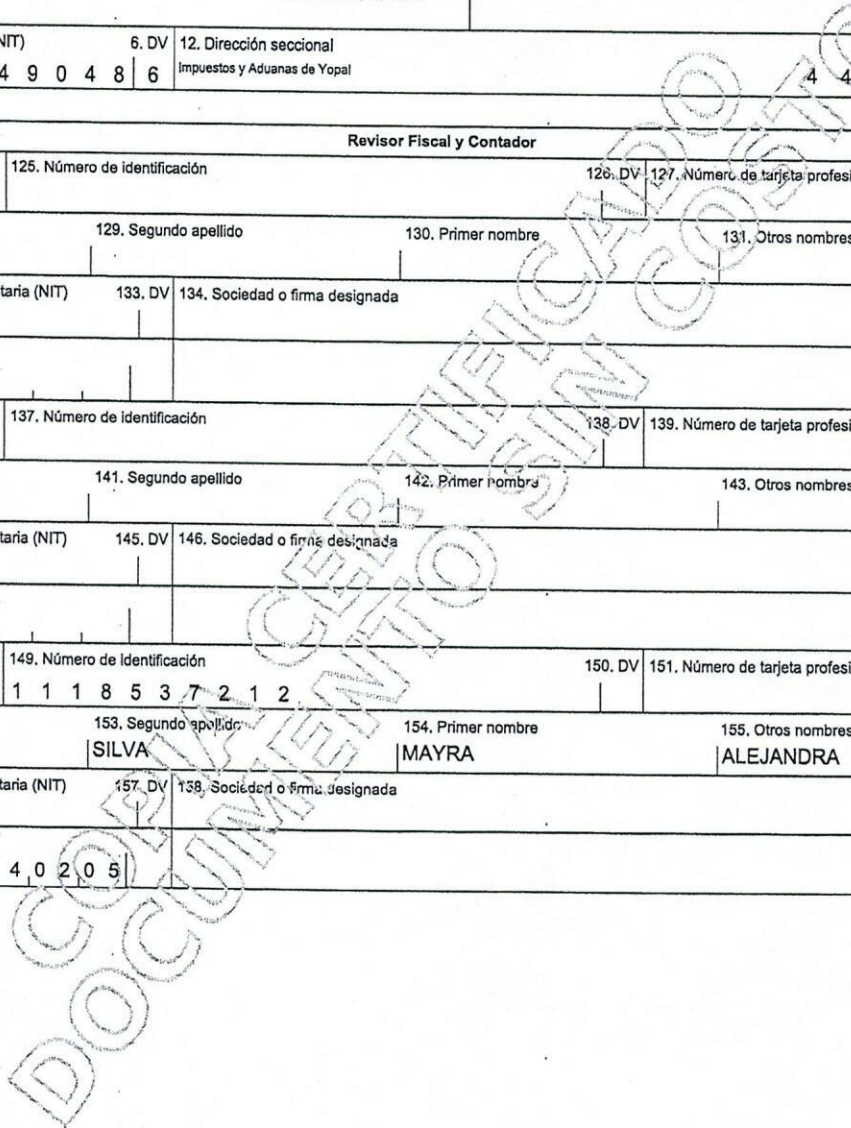 NIT) 6. DV 12. Dirección seccional
4 9 0 4 8 6 Impuestos y Aduanas de Yopal 4 4
Revisor Fiscal y Contador
125. Número de identificación 126. DV 127. Número de tarjeta profesi
129. Segundo apellido 130. Primer nombre 131. Otros nombres
taria (NIT) 133. DV 134. Sociedad o firma designada
137. Número de identificación 138. DV 139. Número de tarjeta profesi
141. Segundo apellido 142. Primer nombre 143. Otros nombres
taria (NIT) 145. DV 146. Sociedad o firma designada
149. Número de identificación 150. DV 151. Número de tarjeta profesi
1 1 1 8 5 3 7 2 1 2
153. Segundo apellido 154. Primer nombre 155. Otros nombres
SILVA MAYRA ALEJANDRA
taria (NIT) 157. DV 158. Sociedad o firma designada
4 0 2 0 5
COPIA CERTIFICADO
DOCUMENTO SIN COSTO